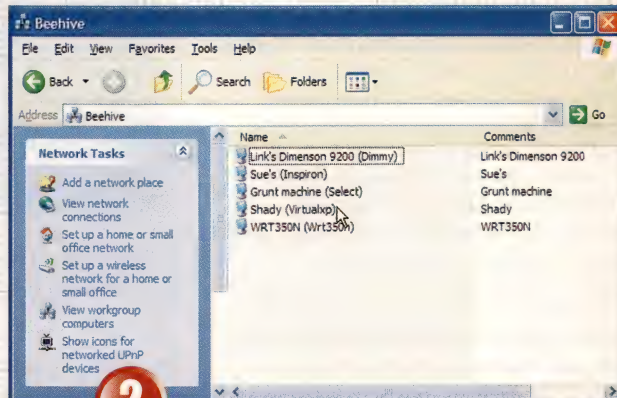 Beehive
File Edit View Favorites Tools Help
Back Search Folders
Address Beehive Go
Network Tasks
Add a network place
View network
connections
Set up a home or small
office network
Set up a wireless
network for a home or
small office
View workgroup
computers
Show icons for
networked UPnP
devices
Name Comments
Link's Dimenson 9200 (Dimmy) Link's Dimenson 9200
Sue's (Inspiron) Sue's
Grunt machine (Select) Grunt machine
Shady (Virtualxp) Shady
WRT350N (Wrt350n) WRT350N
2